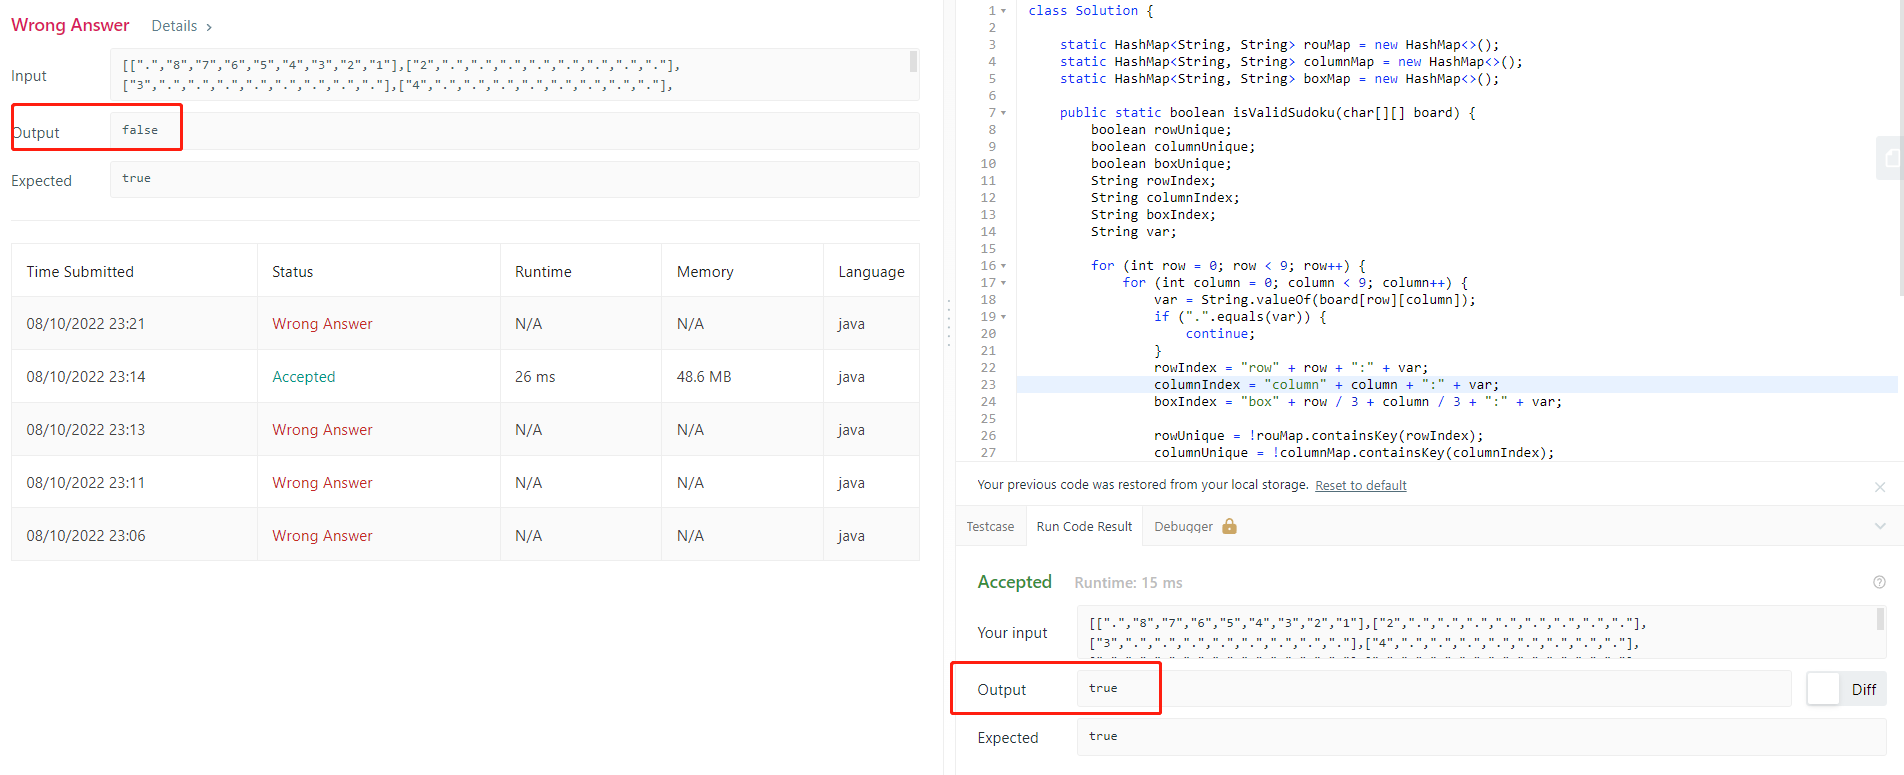 Wrong Answer Details >
Input
[[".","8","7","6","5","4","3","2","1"],["2",".",".",".",".",".",".",".","."],
["3",".",".",".",".",".",".",".","."],["4",".",".",".",".",".",".",".","."],
Output false
Expected true
Time Submitted Status Runtime Memory Language
08/10/2022 23:21 Wrong Answer N/A N/A java
08/10/2022 23:14 Accepted 26 ms 48.6 MB java
08/10/2022 23:13 Wrong Answer N/A N/A java
08/10/2022 23:11 Wrong Answer N/A N/A java
08/10/2022 23:06 Wrong Answer N/A N/A java
1 class Solution {
2
3 static HashMap<String, String> rouMap = new HashMap<>();
4 static HashMap<String, String> columnMap = new HashMap<>();
5 static HashMap<String, String> boxMap = new HashMap<>();
6
7 public static boolean isValidSudoku(char[][] board) {
8 boolean rowUnique;
9 boolean columnUnique;
10 boolean boxUnique;
11 String rowIndex;
12 String columnIndex;
13 String boxIndex;
14 String var;
15
16 for (int row = 0; row < 9; row++) {
17 for (int column = 0; column < 9; column++) {
18 var = String.valueOf(board[row][column]);
19 if (".".equals(var)) {
20 continue;
21 }
22 rowIndex = "row" + row + ":" + var;
23 columnIndex = "column" + column + ":" + var;
24 boxIndex = "box" + row / 3 + column / 3 + ":" + var;
25
26 rowUnique = !rouMap.containsKey(rowIndex);
27 columnUnique = !columnMap.containsKey(columnIndex);
Your previous code was restored from your local storage. Reset to default
Testcase Run Code Result Debugger
Accepted Runtime: 15 ms
Your input
[[".","8","7","6","5","4","3","2","1"],["2",".",".",".",".",".",".",".","."],
["3",".",".",".",".",".",".",".","."],["4",".",".",".",".",".",".",".","."],
Output true Diff
Expected true